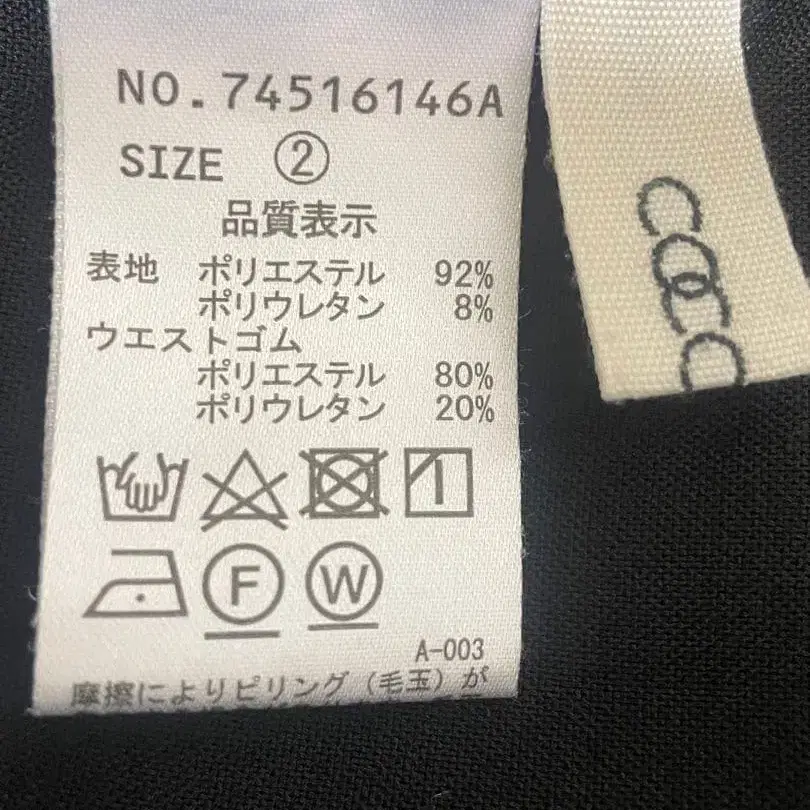 NO.74516146A
SIZE ②
品質表示
表地 ポリエステル 92%
ポリウレタン 8%
ウエストゴム
ポリエステル 80%
ポリウレタン 20%
F W
A-003
摩擦によりピリング（毛玉）が
COCO